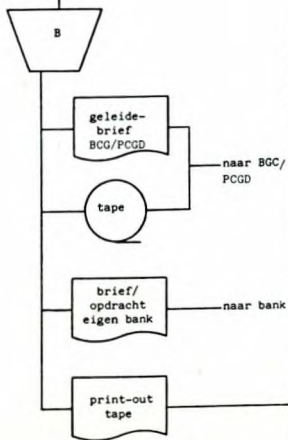 B
geleide-
brief
BCG/PCGD
naar BGC/
PCGD
tape
brief/
opdracht
eigen bank
naar bank
print-out
tape